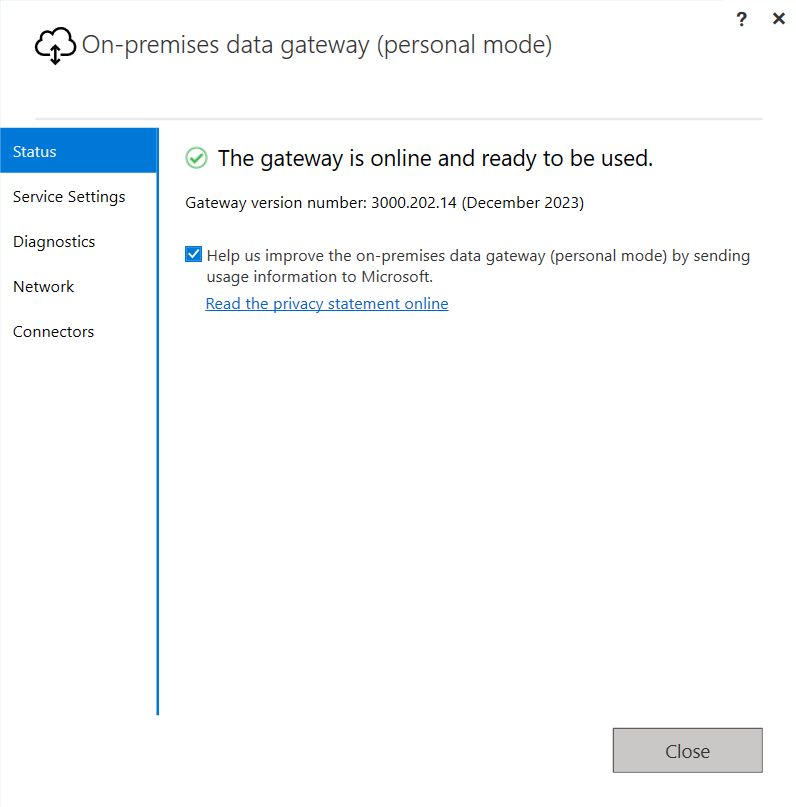 ? ×
On-premises data gateway (personal mode)
Status
Service Settings
Diagnostics
Network
Connectors
The gateway is online and ready to be used.
Gateway version number: 3000.202.14 (December 2023)
Help us improve the on-premises data gateway (personal mode) by sending
usage information to Microsoft.
Read the privacy statement online
Close